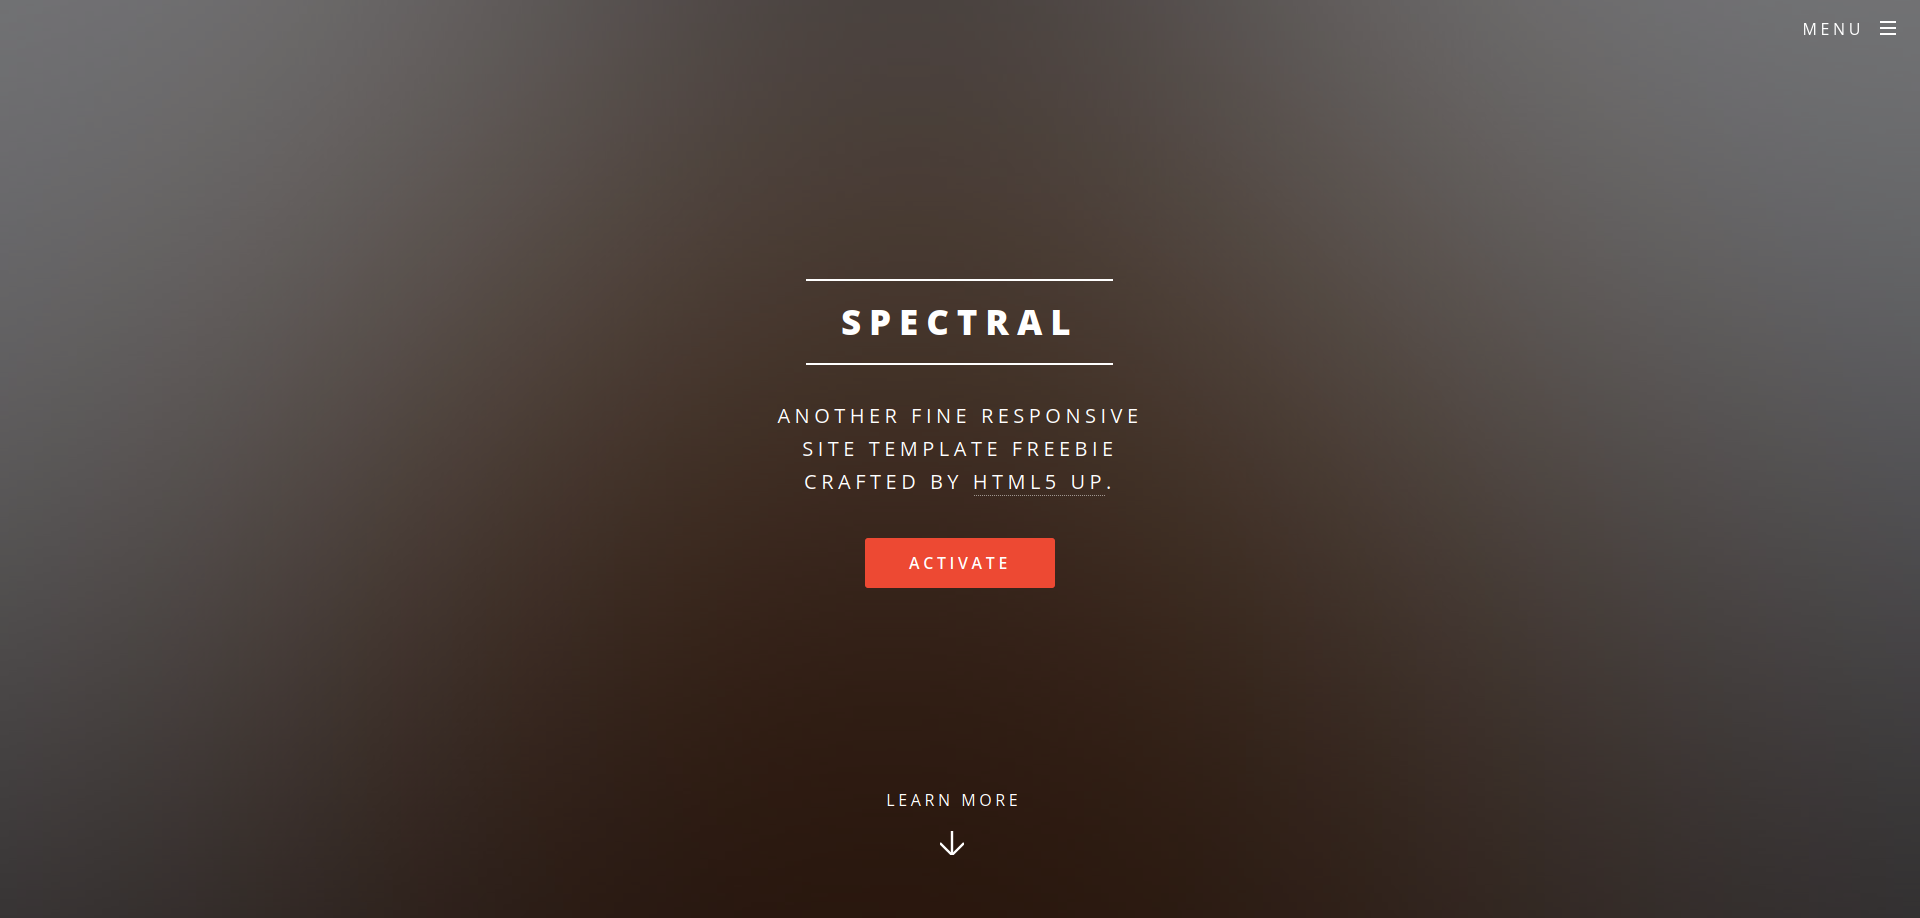 MENU
SPECTRAL
ANOTHER FINE RESPONSIVE
SITE TEMPLATE FREEBIE
CRAFTED BY HTML5 UP.
ACTIVATE
LEARN MORE